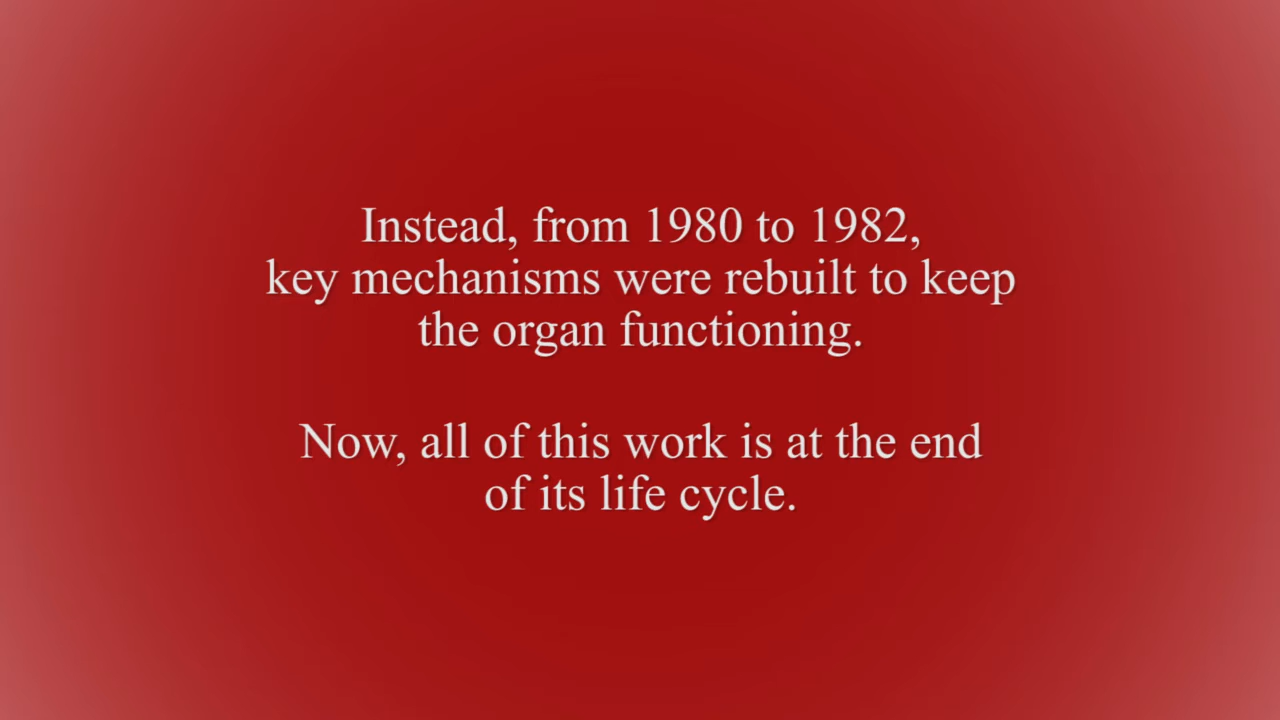 Instead, from 1980 to 1982,
key mechanisms were rebuilt to keep
the organ functioning.
Now, all of this work is at the end
of its life cycle.